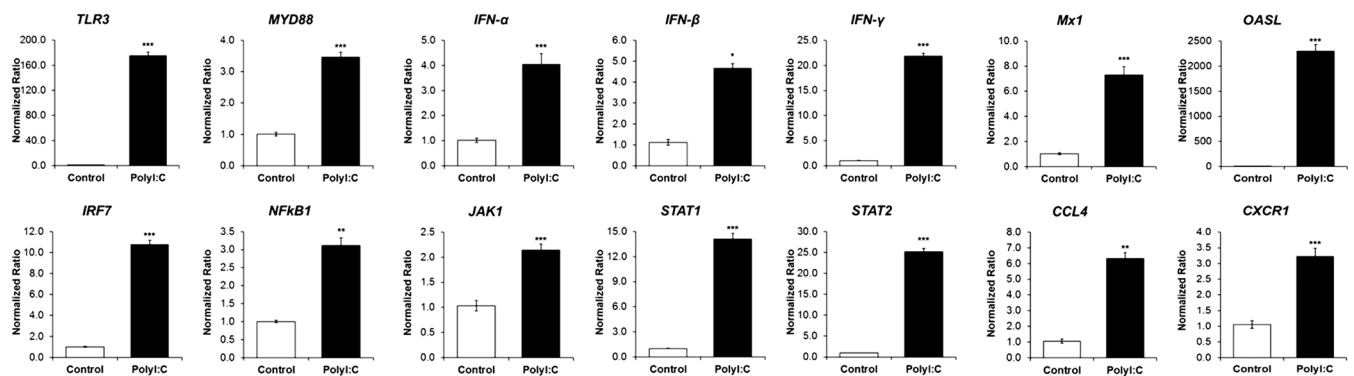 TLR3
Normalized Ratio
200.0
160.0
120.0
80.0
40.0
0.0
***
Control
PolyI:C
MYD88
Normalized Ratio
4.0
3.0
2.0
1.0
0.0
***
Control
PolyI:C
IFN-α
Normalized Ratio
5.0
4.0
3.0
2.0
1.0
0.0
***
Control
PolyI:C
IFN-β
Normalized Ratio
6.0
5.0
4.0
3.0
2.0
1.0
0.0
*
Control
PolyI:C
IFN-γ
Normalized Ratio
25.0
20.0
15.0
10.0
5.0
0.0
***
Control
PolyI:C
Mx1
Normalized Ratio
10.0
8.0
6.0
4.0
2.0
0.0
***
Control
PolyI:C
OASL
Normalized Ratio
2500
2000
1500
1000
500
0
***
Control
PolyI:C
IRF7
Normalized Ratio
12.0
10.0
8.0
6.0
4.0
2.0
0.0
***
Control
PolyI:C
NFkB1
Normalized Ratio
3.5
3.0
2.5
2.0
1.5
1.0
0.5
0.0
**
Control
PolyI:C
JAK1
Normalized Ratio
2.5
2.0
1.5
1.0
0.5
0.0
***
Control
PolyI:C
STAT1
Normalized Ratio
15.0
12.0
9.0
6.0
3.0
0.0
***
Control
PolyI:C
STAT2
Normalized Ratio
30.0
25.0
20.0
15.0
10.0
5.0
0.0
***
Control
PolyI:C
CCL4
Normalized Ratio
8.0
7.0
6.0
5.0
4.0
3.0
2.0
1.0
0.0
**
Control
PolyI:C
CXCR1
Normalized Ratio
4.0
3.5
3.0
2.5
2.0
1.5
1.0
0.5
0.0
***
Control
PolyI:C